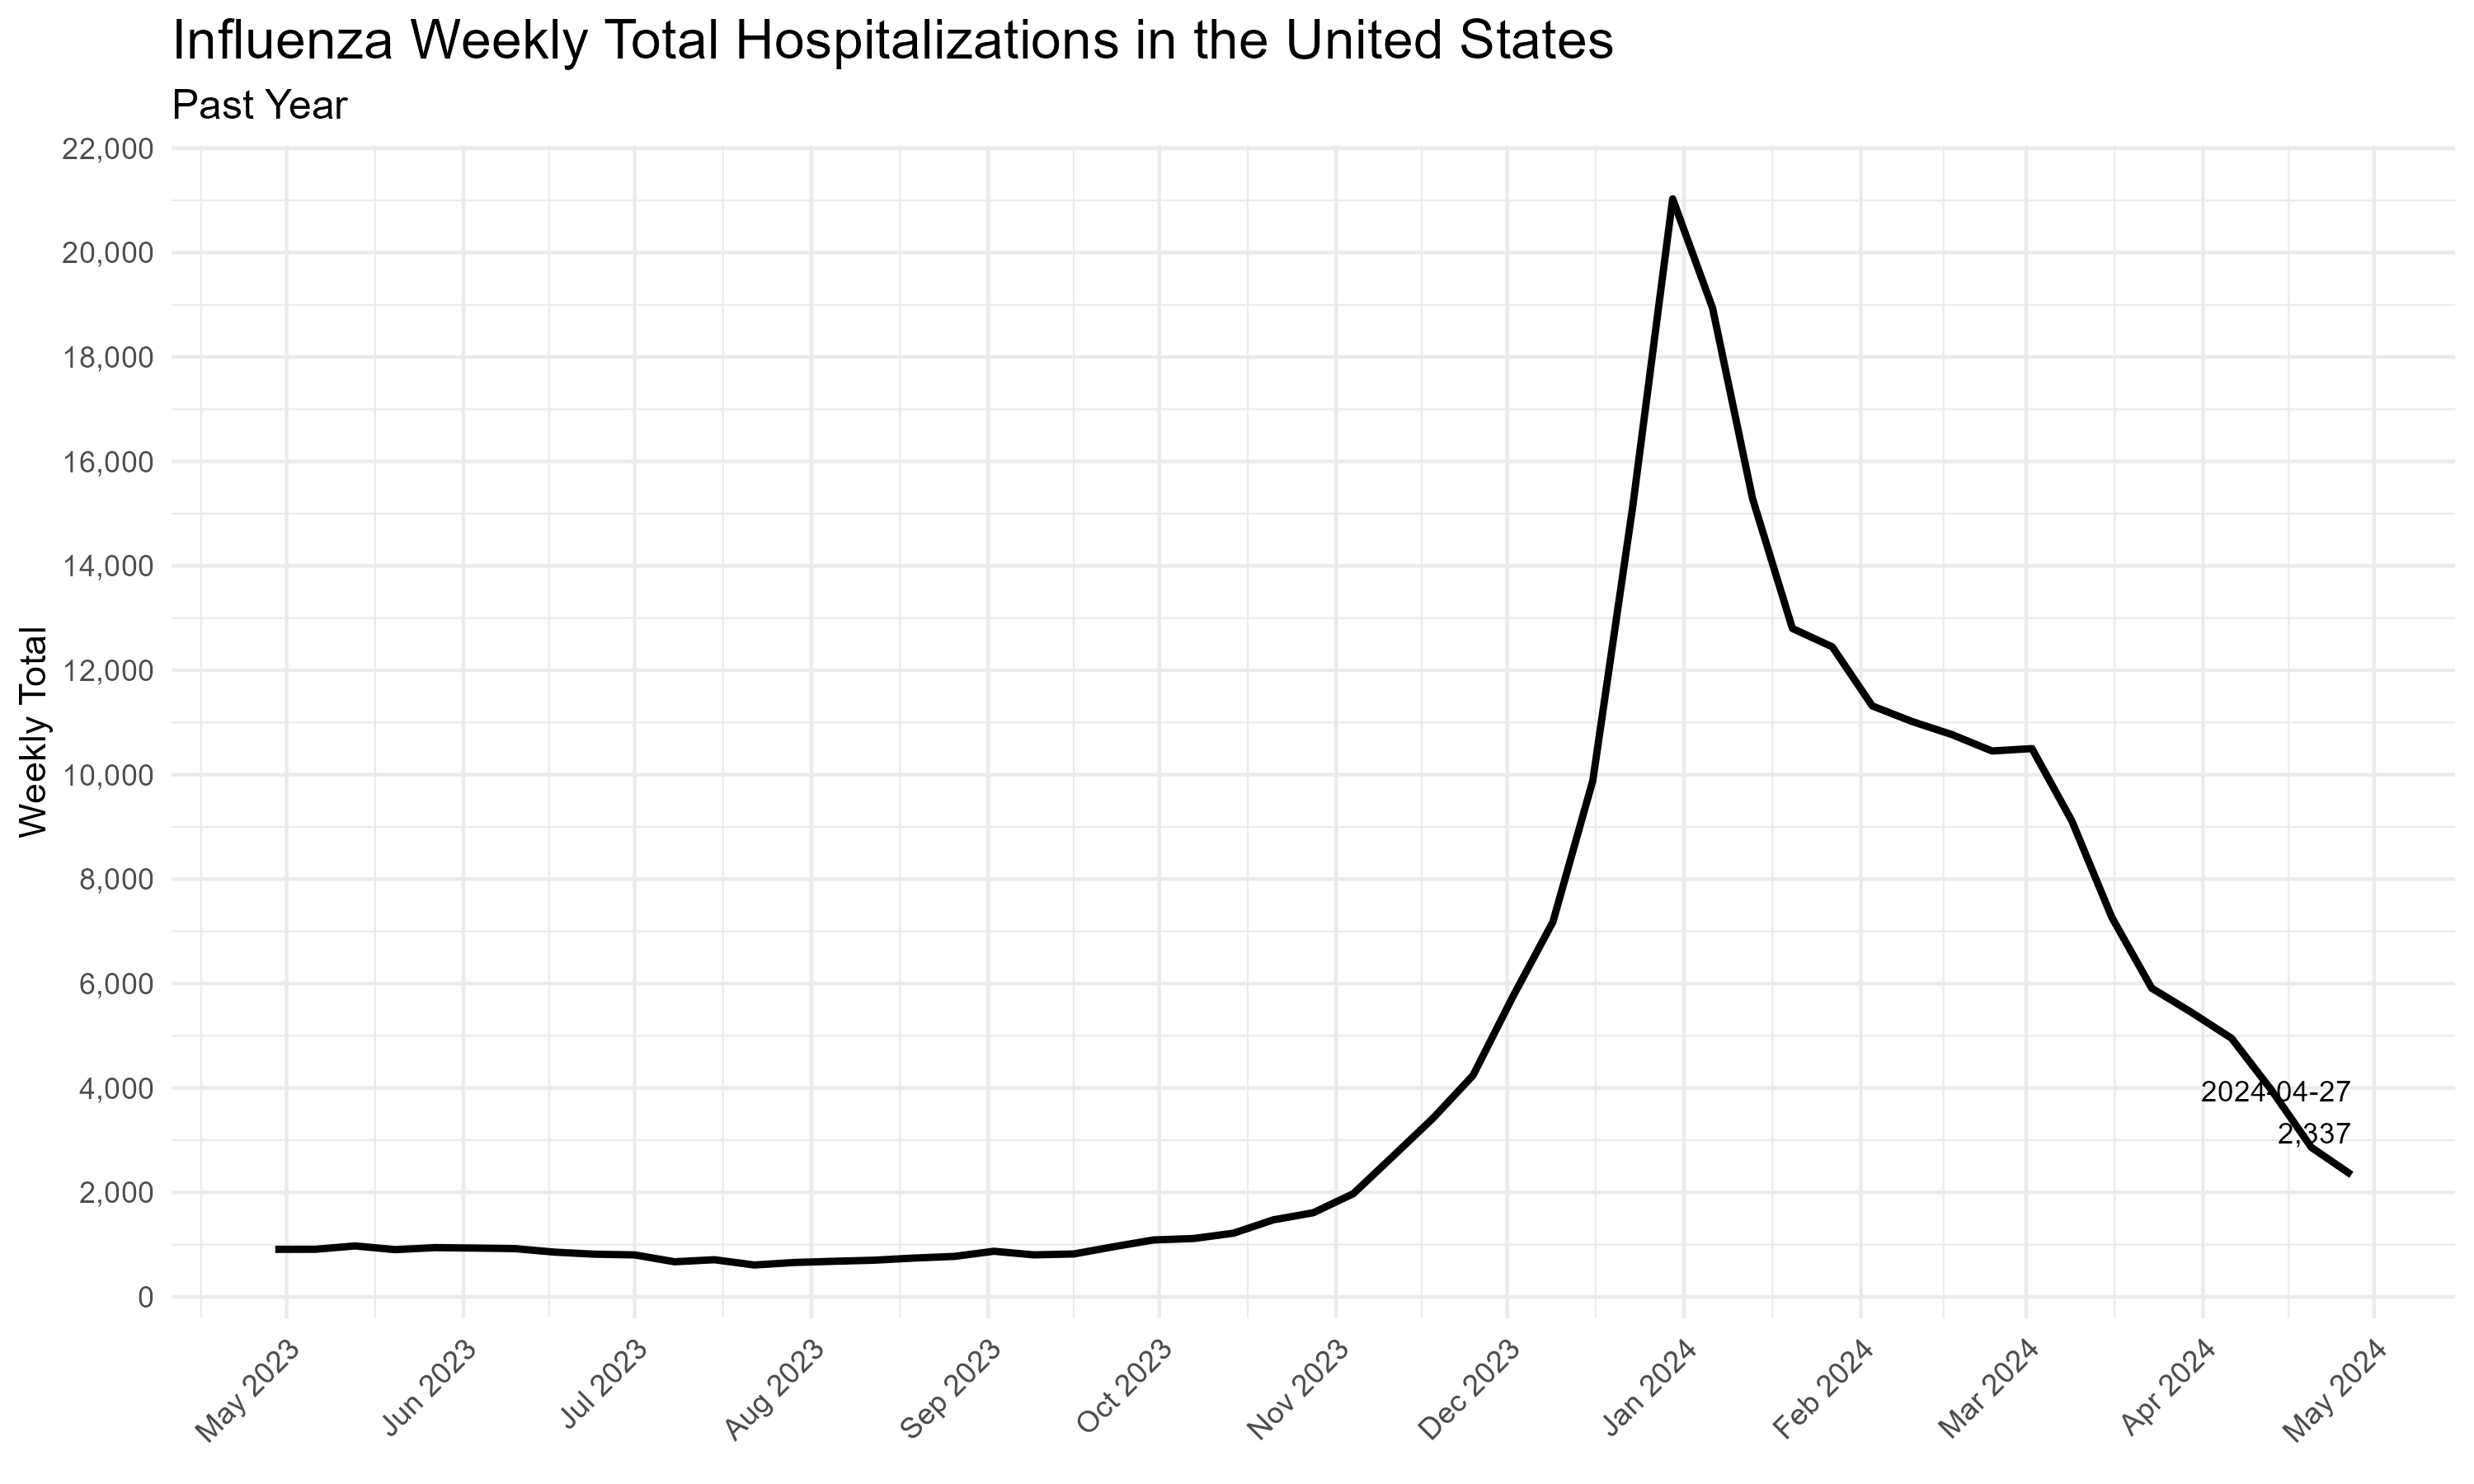 Influenza Weekly Total Hospitalizations in the United States
Past Year
Weekly Total
22,000
20,000
18,000
16,000
14,000
12,000
10,000
8,000
6,000
4,000
2,000
0
2024-04-27
2,337
May 2023
Jun 2023
Jul 2023
Aug 2023
Sep 2023
Oct 2023
Nov 2023
Dec 2023
Jan 2024
Feb 2024
Mar 2024
Apr 2024
May 2024